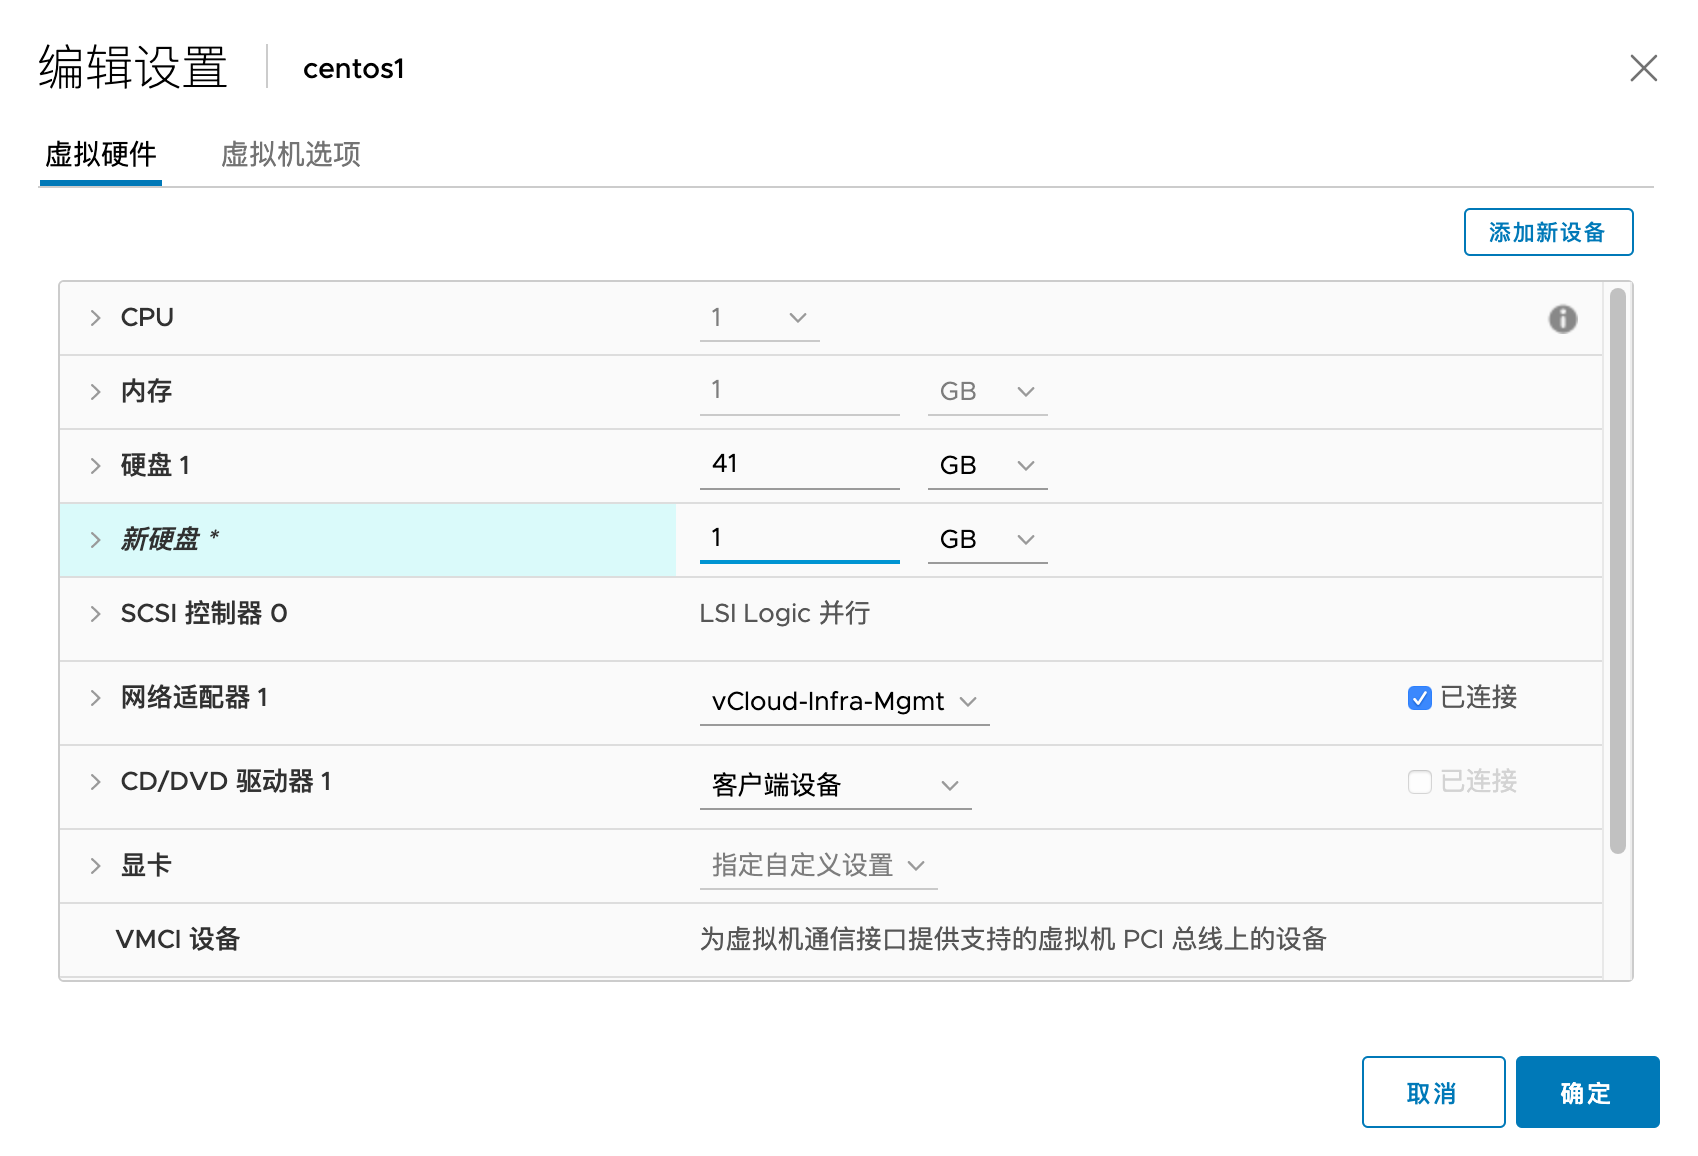 编辑设置 centos1
虚拟硬件 虚拟机选项
添加新设备
CPU 1
内存 1 GB
硬盘 1 41 GB
新硬盘 * 1 GB
SCSI 控制器 0 LSI Logic 并行
网络适配器 1 vCloud-Infra-Mgmt 已连接
CD/DVD 驱动器 1 客户端设备 已连接
显卡 指定自定义设置
VMCI 设备 为虚拟机通信接口提供支持的虚拟机 PCI 总线上的设备
取消 确定